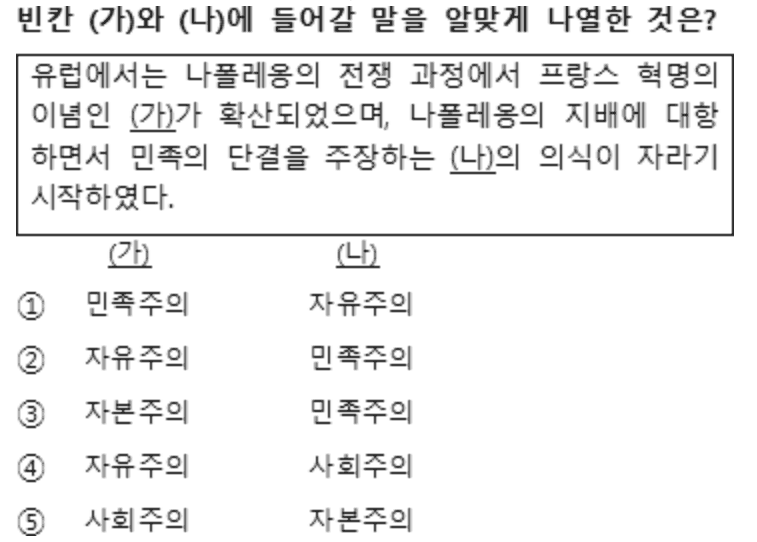 빈칸 (가)와 (나)에 들어갈 말을 알맞게 나열한 것은?
유럽에서는 나폴레옹의 전쟁 과정에서 프랑스 혁명의
이념인 (가)가 확산되었으며, 나폴레옹의 지배에 대항
하면서 민족의 단결을 주장하는 (나)의 의식이 자라기
시작하였다.
(가) (나)
① 민족주의 자유주의
② 자유주의 민족주의
③ 자본주의 민족주의
④ 자유주의 사회주의
⑤ 사회주의 자본주의